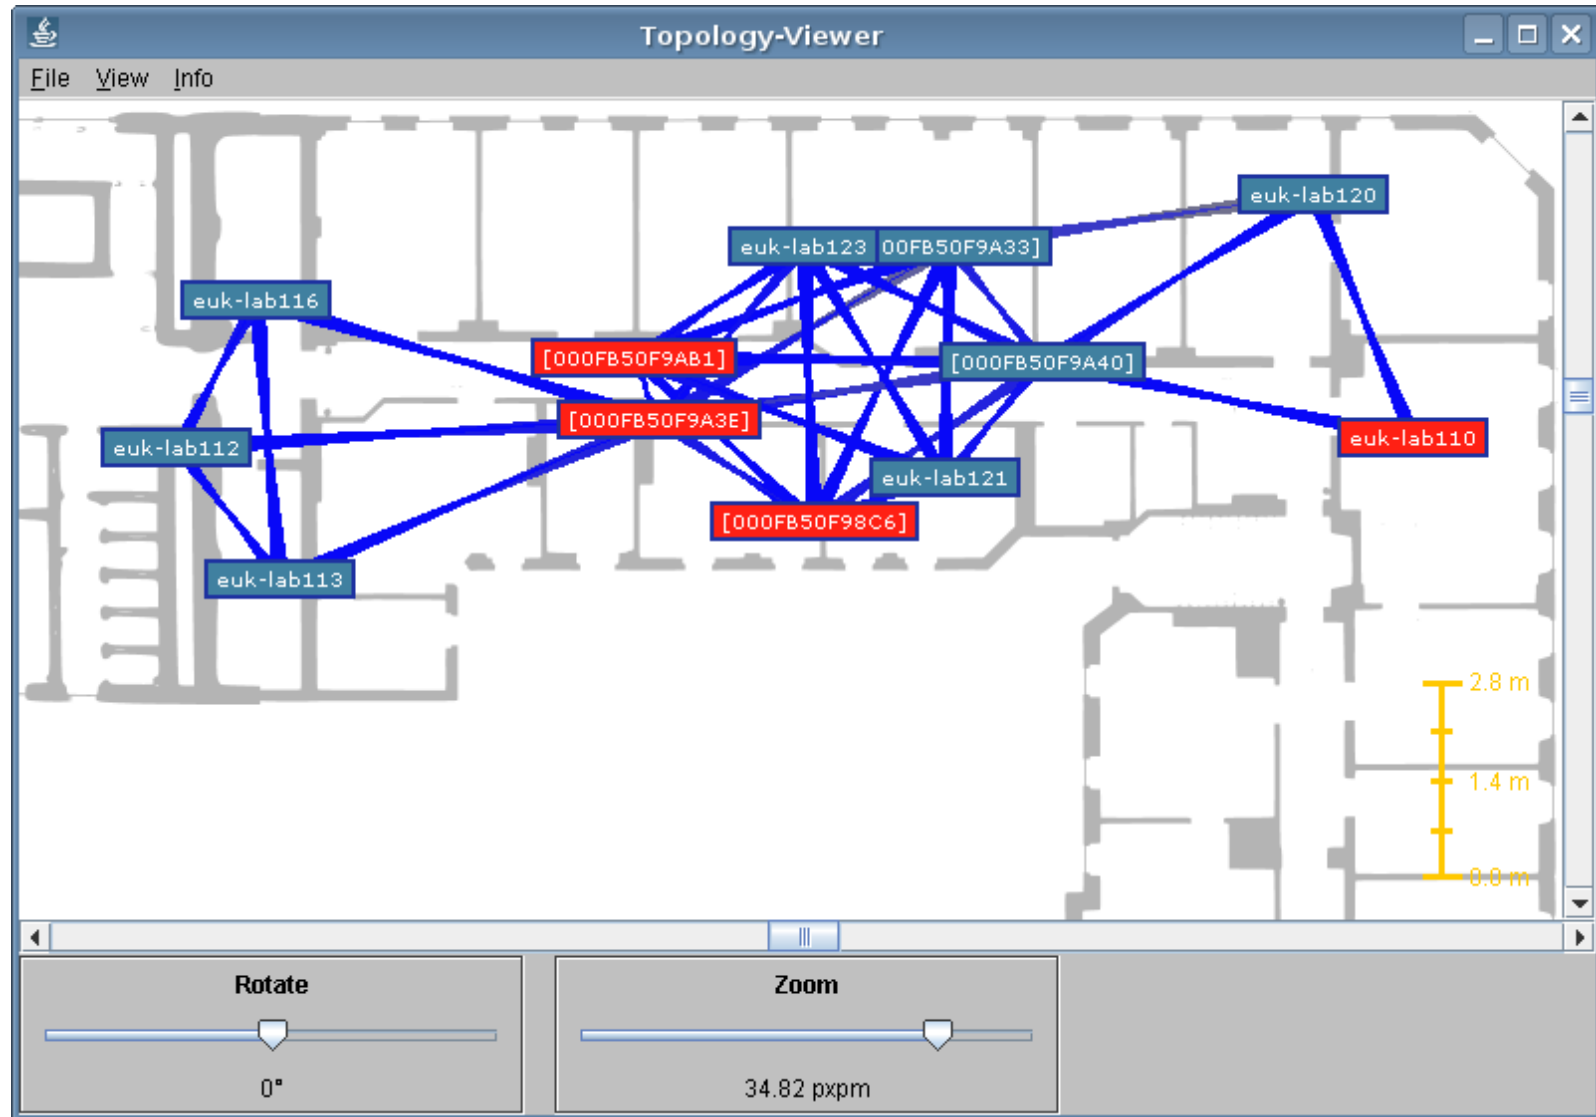 Topology-Viewer
File View Info
euk-lab120
euk-lab123
00FB50F9A33]
euk-lab116
[000FB50F9AB1]
[000FB50F9A40]
[000FB50F9A3E]
euk-lab110
euk-lab112
euk-lab121
[000FB50F98C6]
euk-lab113
2.8 m
1.4 m
0.0 m
Rotate
Zoom
0°
34.82 pxpm